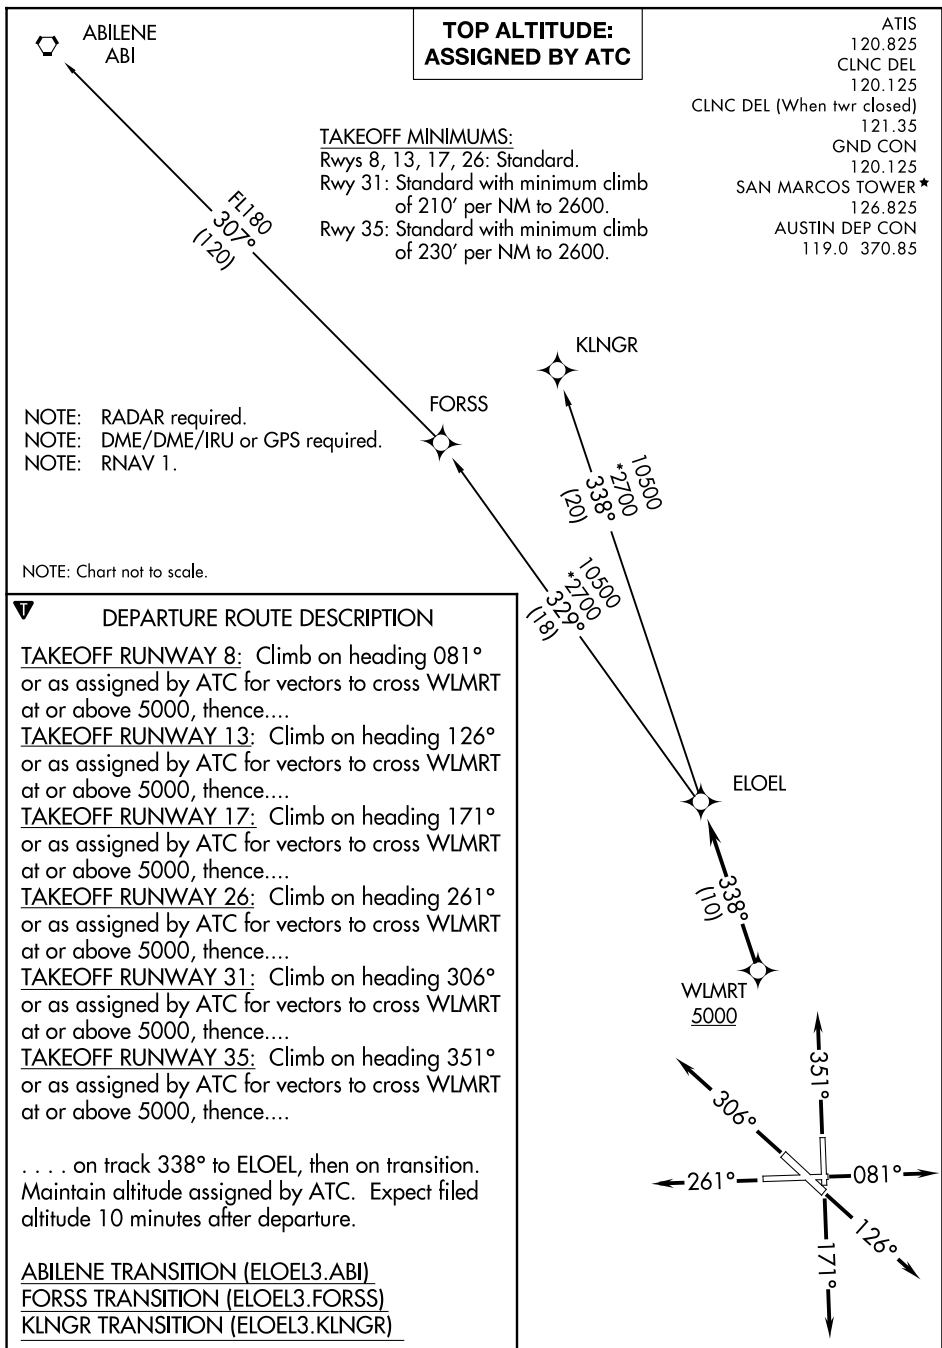 ABILENE
ABI
TOP ALTITUDE:
ASSIGNED BY ATC
ATIS
120.825
CLNC DEL
120.125
CLNC DEL (When twr closed)
121.35
GND CON
120.125
SAN MARCOS TOWER★
126.825
AUSTIN DEP CON
119.0 370.85
TAKEOFF MINIMUMS:
Rwys 8, 13, 17, 26: Standard.
Rwy 31: Standard with minimum climb
of 210' per NM to 2600.
Rwy 35: Standard with minimum climb
of 230' per NM to 2600.
FL180
307°
(120)
KLNGR
FORSS
NOTE: RADAR required.
NOTE: DME/DME/IRU or GPS required.
NOTE: RNAV 1.
10500
*2700
338°
(20)
NOTE: Chart not to scale.
10500
*2700
329°
(18)
T
DEPARTURE ROUTE DESCRIPTION
TAKEOFF RUNWAY 8: Climb on heading 081°
or as assigned by ATC for vectors to cross WLMRT
at or above 5000, thence....
TAKEOFF RUNWAY 13: Climb on heading 126°
or as assigned by ATC for vectors to cross WLMRT
at or above 5000, thence....
TAKEOFF RUNWAY 17: Climb on heading 171°
or as assigned by ATC for vectors to cross WLMRT
at or above 5000, thence....
TAKEOFF RUNWAY 26: Climb on heading 261°
or as assigned by ATC for vectors to cross WLMRT
at or above 5000, thence....
TAKEOFF RUNWAY 31: Climb on heading 306°
or as assigned by ATC for vectors to cross WLMRT
at or above 5000, thence....
TAKEOFF RUNWAY 35: Climb on heading 351°
or as assigned by ATC for vectors to cross WLMRT
at or above 5000, thence....
. . . . on track 338° to ELOEL, then on transition.
Maintain altitude assigned by ATC. Expect filed
altitude 10 minutes after departure.
ABILENE TRANSITION (ELOEL3.ABI)
FORSS TRANSITION (ELOEL3.FORSS)
KLNGR TRANSITION (ELOEL3.KLNGR)
ELOEL
338°
(10)
WLMRT
5000
351°
306°
261°
081°
126°
171°